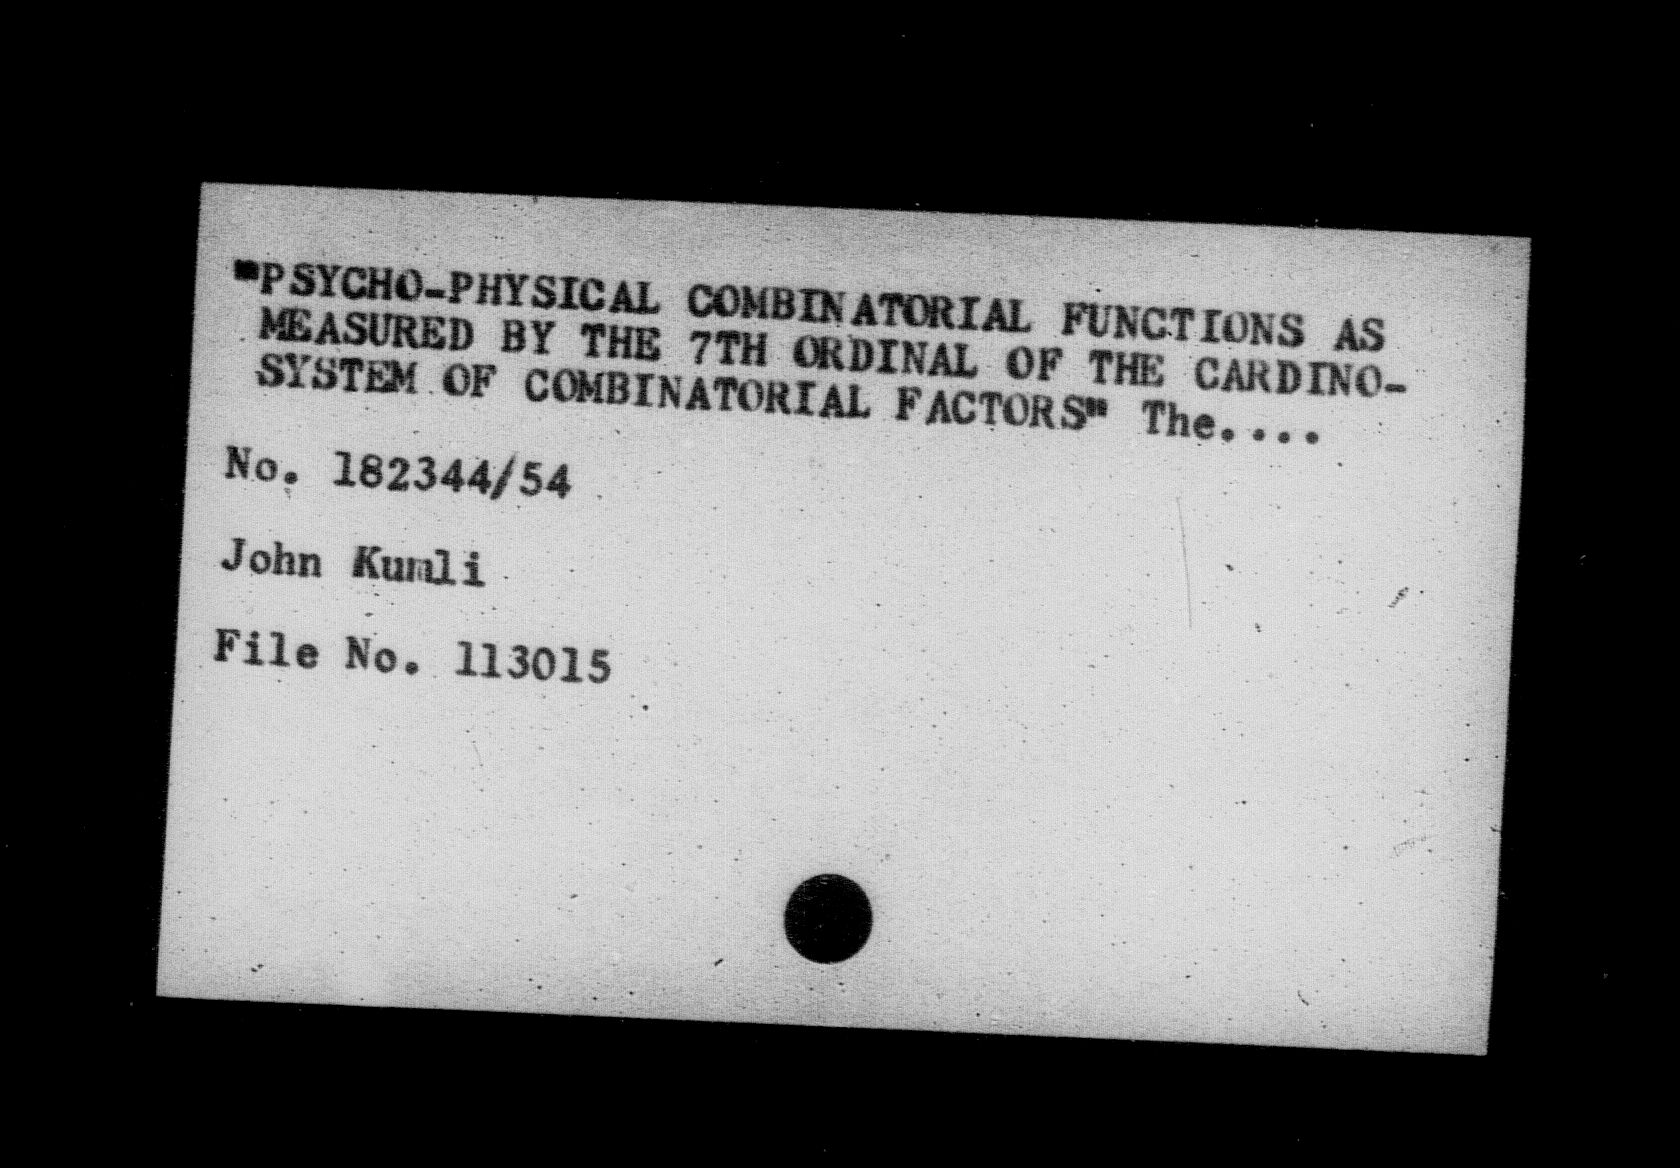 "PSYCHO-PHYSICAL COMBINATORIAL FUNCTIONS AS
MEASURED BY THE 7TH ORDINAL OF THE CARDINO-
SYSTEM OF COMBINATORIAL FACTORS" The....
No. 182344/54
John Kumli
File No. 113015